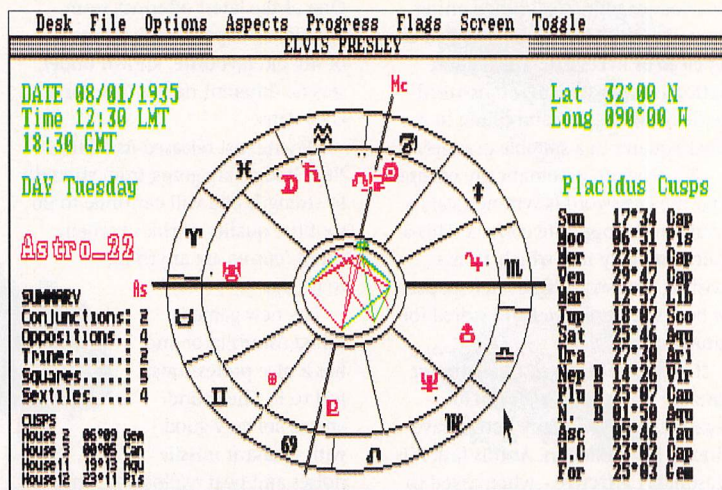 Desk File Options Aspects Progress Flags Screen Toggle
ELVIS PRESLEY
DATE 08/01/1935
Time 12:30 LMT
18:30 GMT
DAY Tuesday
Astro_22
SUMMARY
Conjunctions: 2
Oppositions.: 4
Trines......: 2
Squares.....: 5
Sextiles....: 4
CUSPS
House 2 06°09 Gem
House 3 00°05 Can
House11 19°13 Aqu
House12 23°11 Pis
Mc
As
Lat 32°00 N
Long 090°00 W
Placidus Cusps
Sun 17°34 Cap
Moo 06°51 Pis
Mer 22°51 Cap
Ven 29°47 Cap
Mar 12°57 Lib
Jup 18°07 Sco
Sat 25°46 Aqu
Ura 27°30 Ari
Nep R 14°26 Vir
Plu R 25°07 Can
N. R 01°50 Aqu
Asc 05°46 Tau
M.C 23°02 Cap
For 25°03 Gem